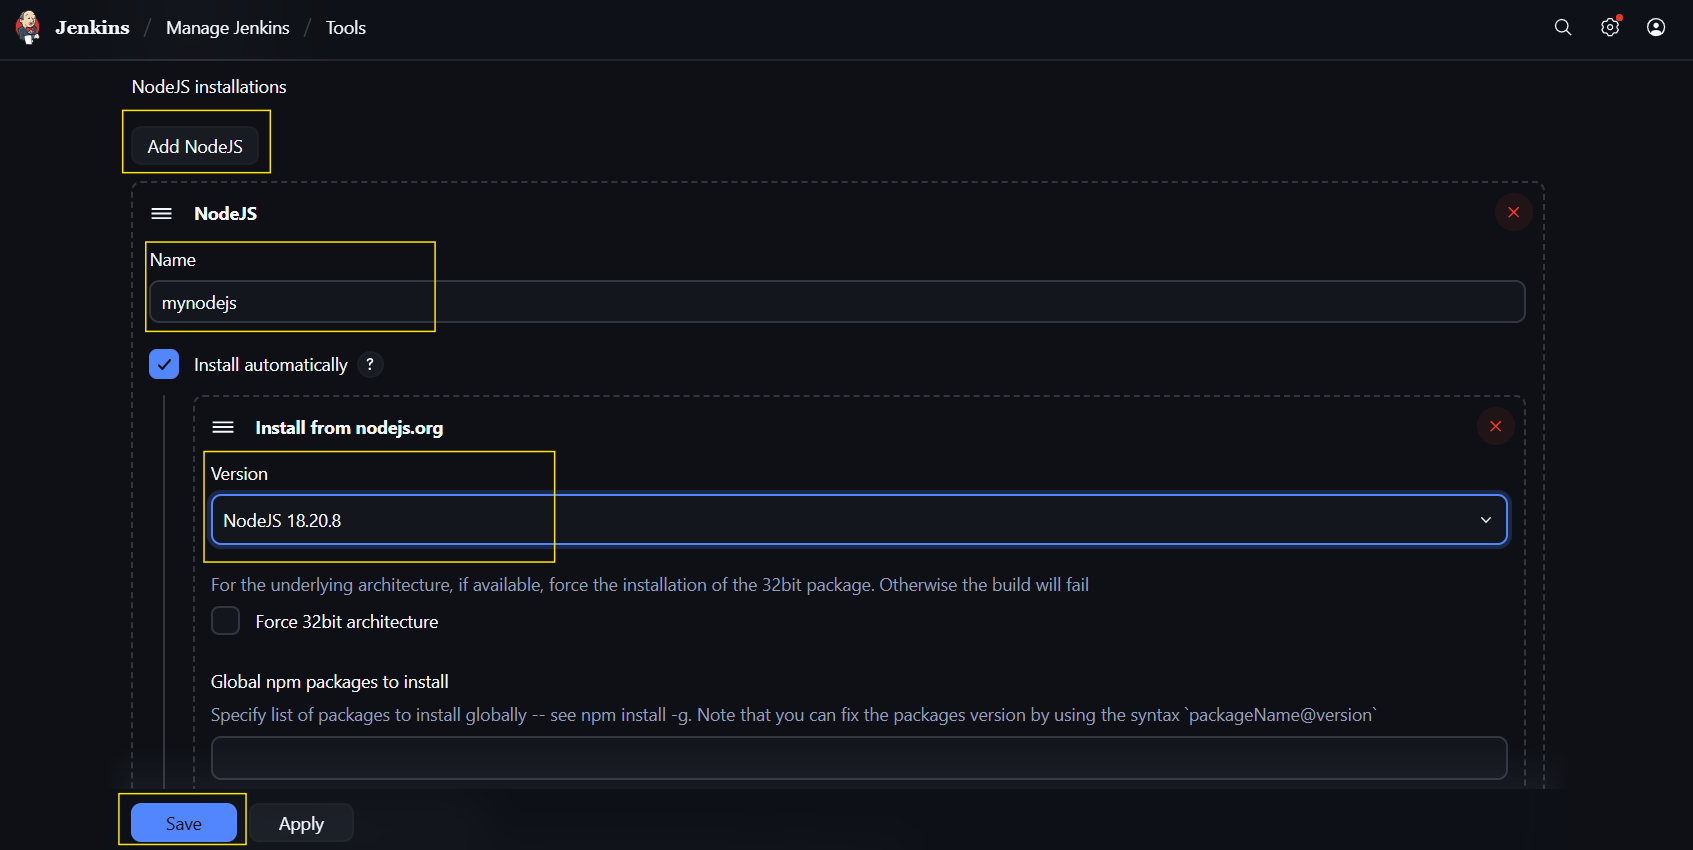 Jenkins / Manage Jenkins / Tools
NodeJS installations
Add NodeJS
NodeJS
Name
mynodejs
Install automatically ?
Install from nodejs.org
Version
NodeJS 18.20.8
For the underlying architecture, if available, force the installation of the 32bit package. Otherwise the build will fail
Force 32bit architecture
Global npm packages to install
Specify list of packages to install globally -- see npm install -g. Note that you can fix the packages version by using the syntax `packageName@version`
Save Apply